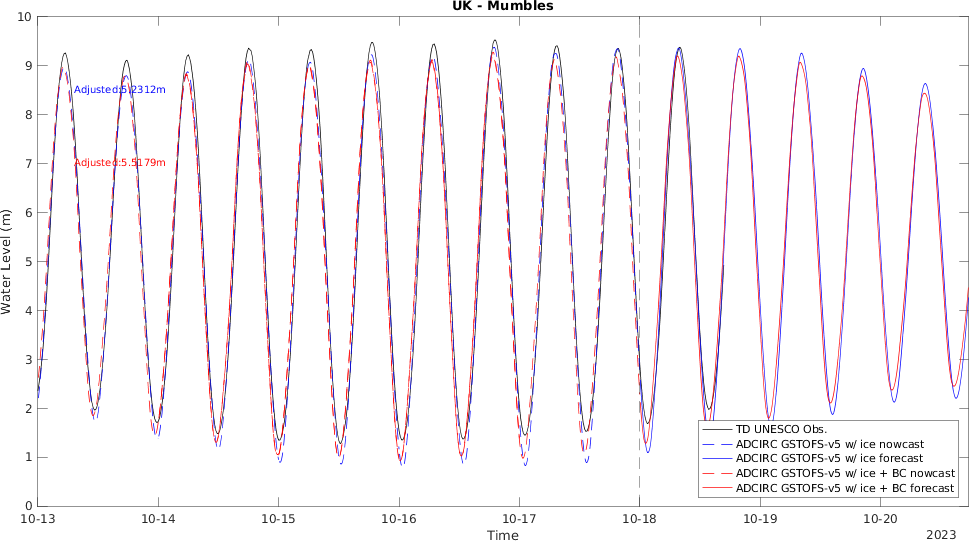 UK - Mumbles
10
9
8
7
6
5
4
3
2
1
0
Water Level (m)
Adjusted:5.2312m
Adjusted:5.5179m
TD UNESCO Obs.
ADCIRC GSTOFS-v5 w/ ice nowcast
ADCIRC GSTOFS-v5 w/ ice forecast
ADCIRC GSTOFS-v5 w/ ice + BC nowcast
ADCIRC GSTOFS-v5 w/ ice + BC forecast
10-13 10-14 10-15 10-16 10-17 10-18 10-19 10-20
Time
2023